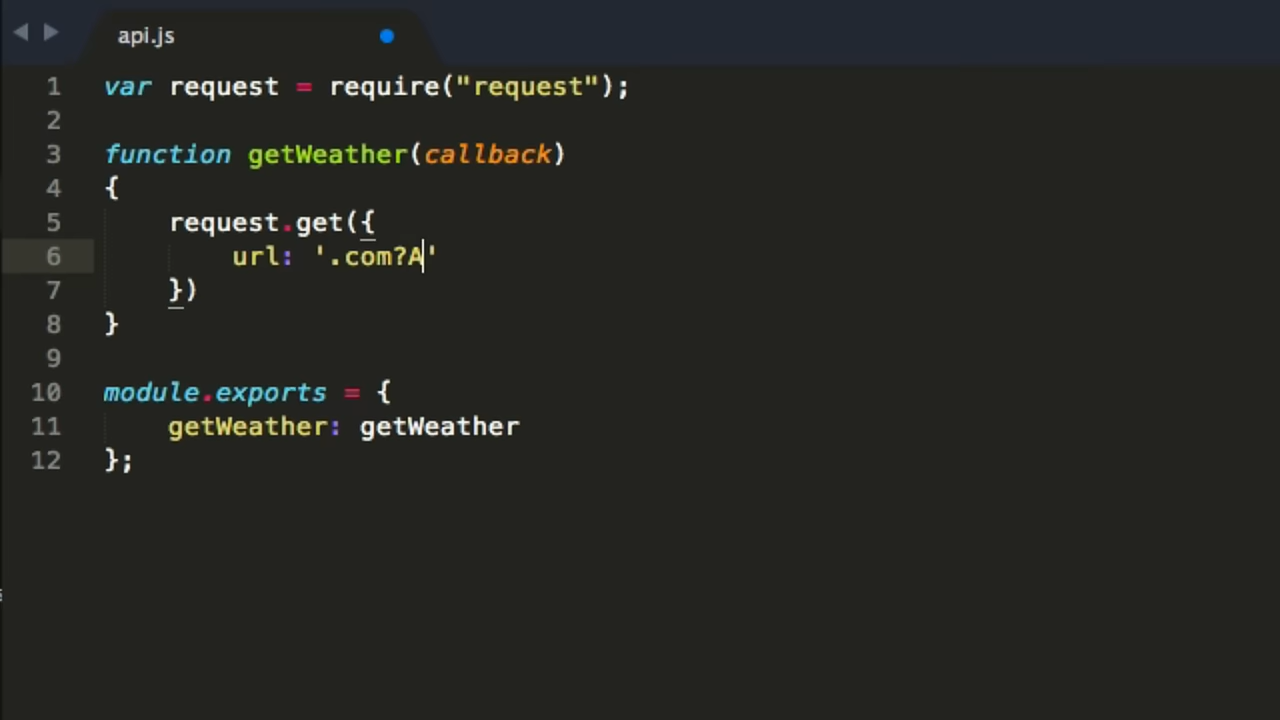 api.js
1 var request = require("request");
2
3 function getWeather(callback)
4 {
5     request.get({
6         url: '.com?A'
7     })
8 }
9
10 module.exports = {
11     getWeather: getWeather
12 };